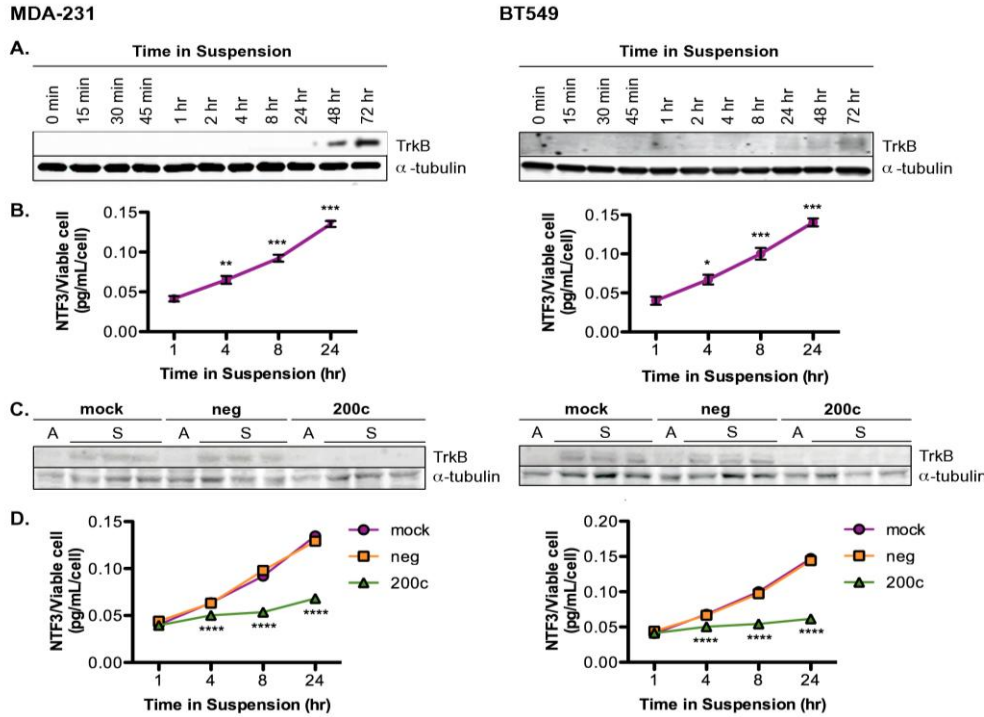 MDA-231 BT549
A.
Time in Suspension Time in Suspension
0 min 15 min 30 min 45 min 1 hr 2 hr 4 hr 8 hr 24 hr 48 hr 72 hr 0 min 15 min 30 min 45 min 1 hr 2 hr 4 hr 8 hr 24 hr 48 hr 72 hr
TrkB TrkB
α-tubulin α-tubulin
B.
NTF3/Viable cell
(pg/mL/cell)
0.15
0.10
0.05
0.00
** *** ***
1 4 8 24
Time in Suspension (hr)
NTF3/Viable cell
(pg/mL/cell)
0.15
0.10
0.05
0.00
* *** ***
1 4 8 24
Time in Suspension (hr)
C.
mock neg 200c mock neg 200c
A S A S A S A S A S A S
TrkB TrkB
α-tubulin α-tubulin
D.
NTF3/Viable cell
(pg/mL/cell)
0.15
0.10
0.05
0.00
mock
neg
200c
**** **** ****
1 4 8 24
Time in Suspension (hr)
NTF3/Viable cell
(pg/mL/cell)
0.20
0.15
0.10
0.05
0.00
mock
neg
200c
**** **** ****
1 4 8 24
Time in Suspension (hr)